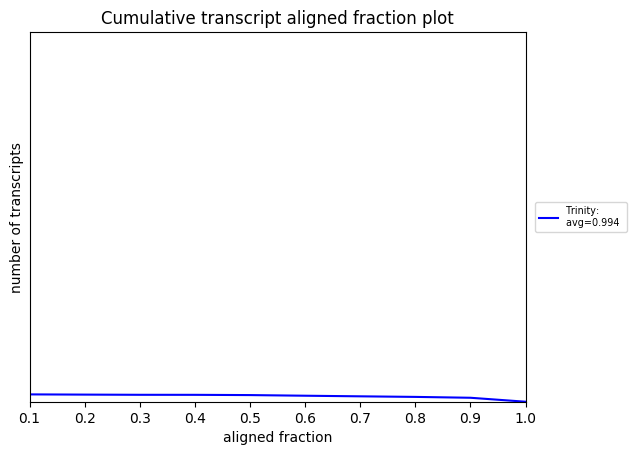 Cumulative transcript aligned fraction plot
number of transcripts
Trinity:
avg=0.994
0.1 0.2 0.3 0.4 0.5 0.6 0.7 0.8 0.9 1.0
aligned fraction